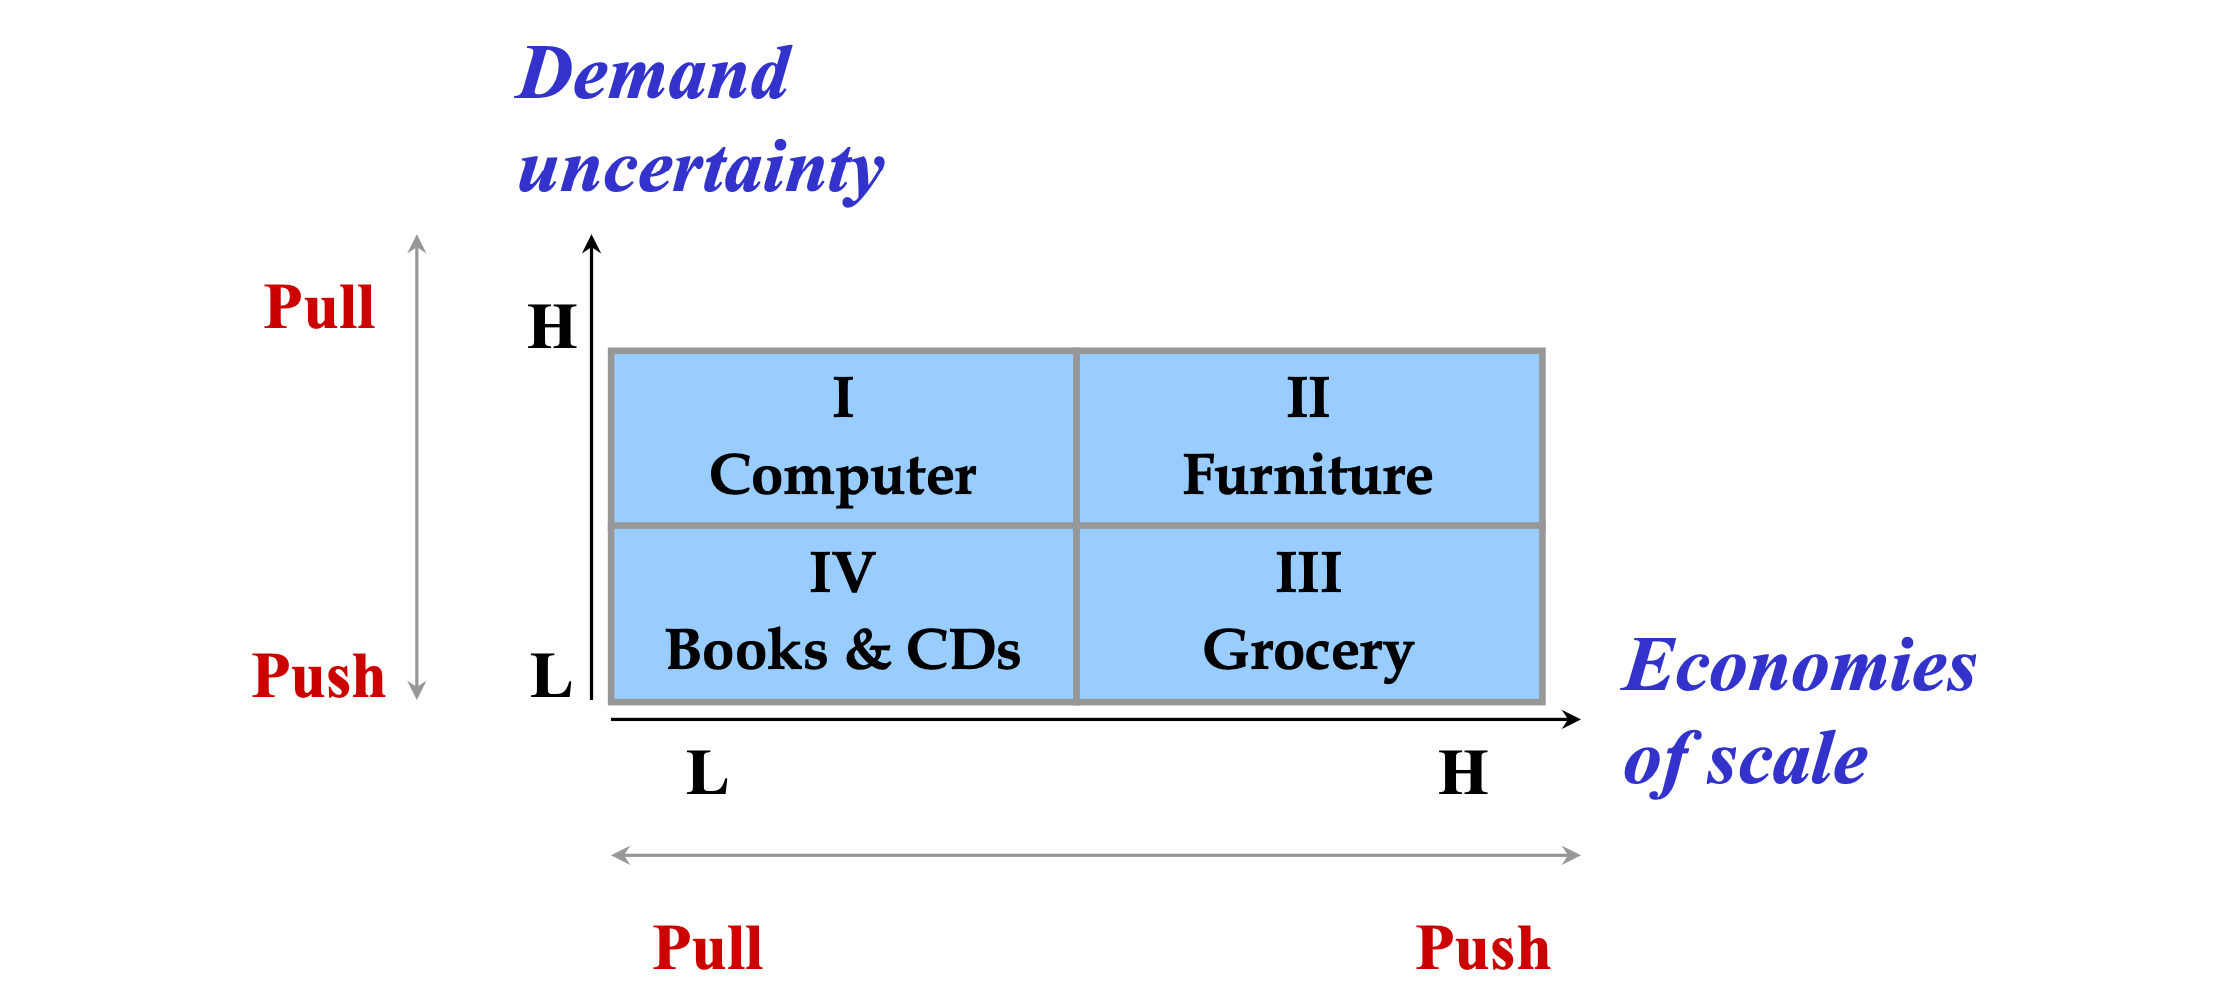 Demand
uncertainty
Pull
H
I
II
Computer
Furniture
IV
III
Books & CDs
Grocery
Push
L
Economies
of scale
L
H
Pull
Push